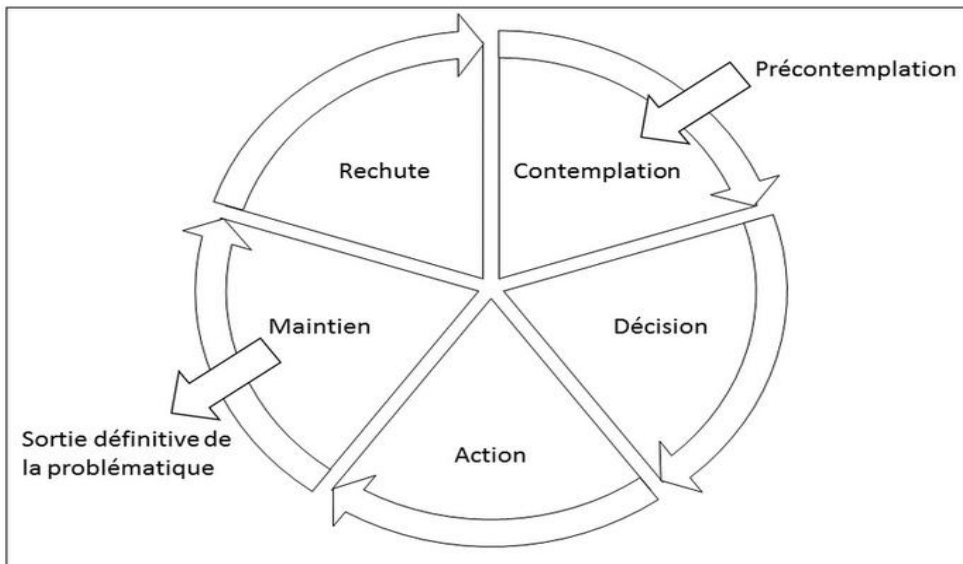 Précontemplation
Rechute
Contemplation
Maintien
Décision
Sortie définitive de
la problématique
Action